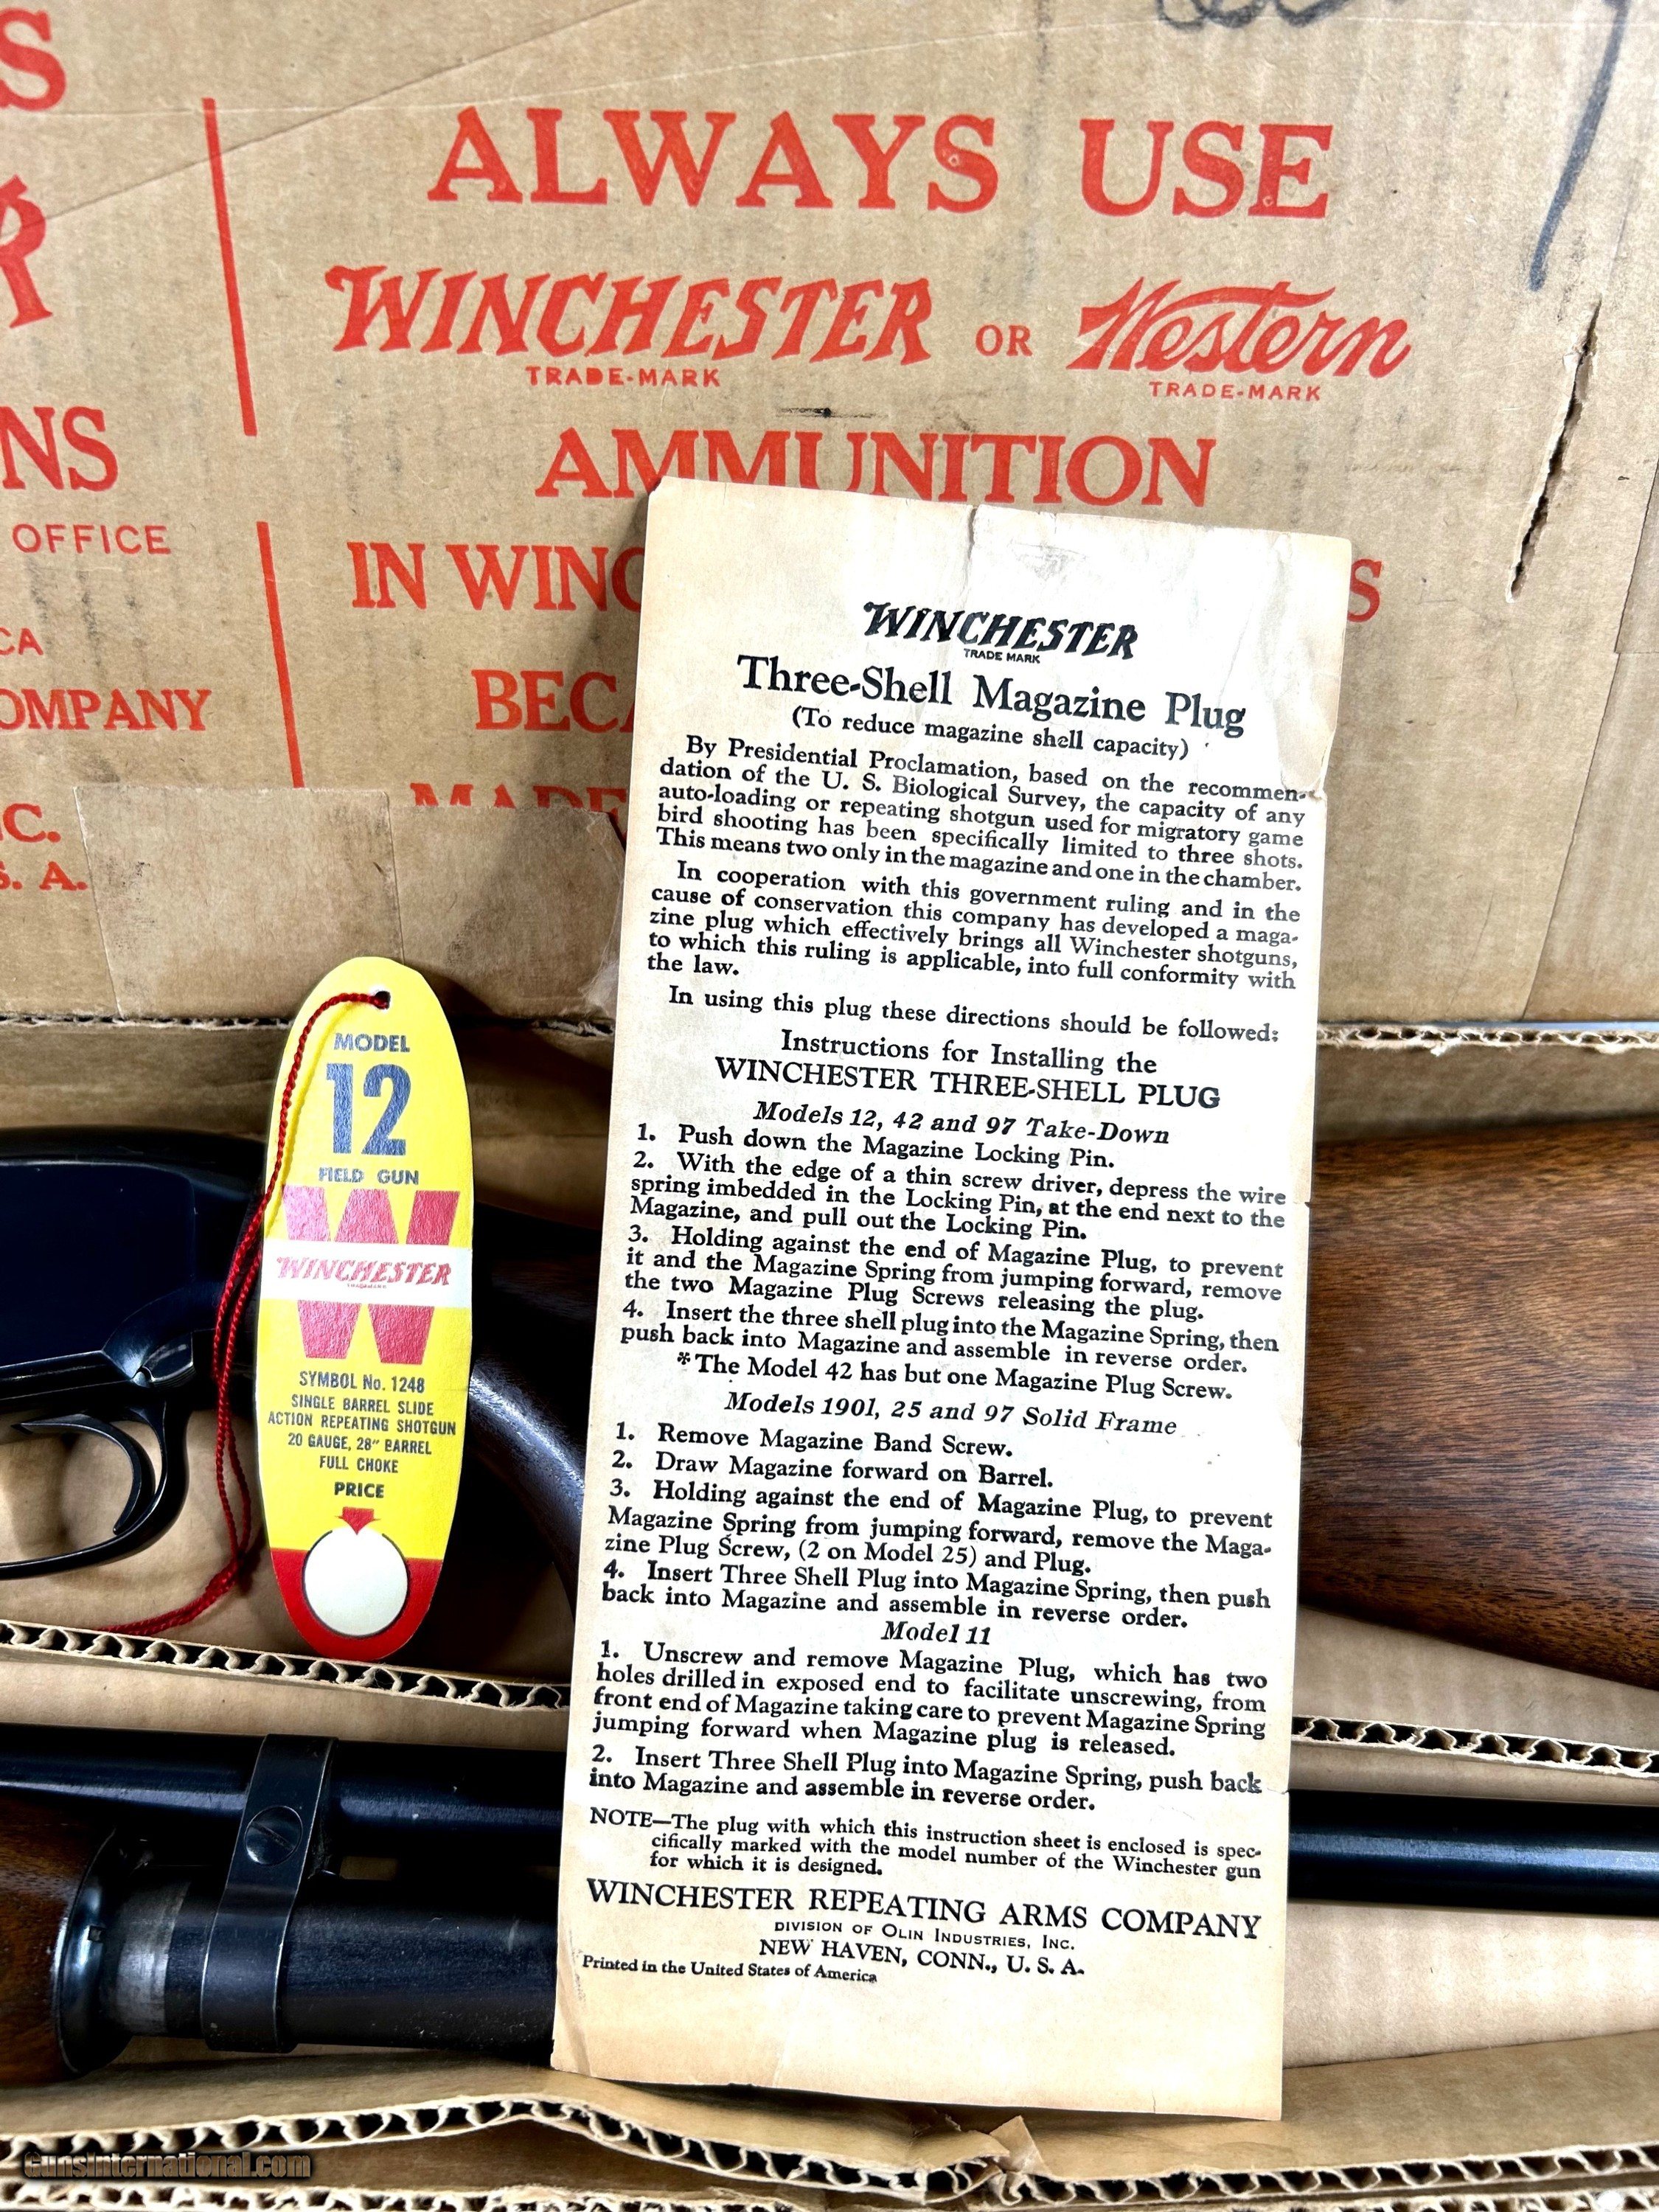 S
ALWAYS USE
WINCHESTER OR Western
TRADE-MARK TRADE-MARK
AMMUNITION
NS
OFFICE
IN WINC
S
CA
OMPANY
BECA
MADE
C.
S. A.
WINCHESTER
TRADE MARK
Three-Shell Magazine Plug
(To reduce magazine shell capacity)
By Presidential Proclamation, based on the recommen-
dation of the U. S. Biological Survey, the capacity of any
auto-loading or repeating shotgun used for migratory game
bird shooting has been specifically limited to three shots.
This means two only in the magazine and one in the chamber.
In cooperation with this government ruling and in the
cause of conservation this company has developed a maga-
zine plug which effectively brings all Winchester shotguns,
to which this ruling is applicable, into full conformity with
the law.
In using this plug these directions should be followed:
Instructions for Installing the
WINCHESTER THREE-SHELL PLUG
Models 12, 42 and 97 Take-Down
1. Push down the Magazine Locking Pin.
2. With the edge of a thin screw driver, depress the wire
spring imbedded in the Locking Pin, at the end next to the
Magazine, and pull out the Locking Pin.
3. Holding against the end of Magazine Plug, to prevent
it and the Magazine Spring from jumping forward, remove
the two Magazine Plug Screws releasing the plug.
4. Insert the three shell plug into the Magazine Spring, then
push back into Magazine and assemble in reverse order.
*The Model 42 has but one Magazine Plug Screw.
Models 1901, 25 and 97 Solid Frame
1. Remove Magazine Band Screw.
2. Draw Magazine forward on Barrel.
3. Holding against the end of Magazine Plug, to prevent
Magazine Spring from jumping forward, remove the Maga-
zine Plug Screw, (2 on Model 25) and Plug.
4. Insert Three Shell Plug into Magazine Spring, then push
back into Magazine and assemble in reverse order.
Model 11
1. Unscrew and remove Magazine Plug, which has two
holes drilled in exposed end to facilitate unscrewing, from
front end of Magazine taking care to prevent Magazine Spring
jumping forward when Magazine plug is released.
2. Insert Three Shell Plug into Magazine Spring, push back
into Magazine and assemble in reverse order.
NOTE—The plug with which this instruction sheet is enclosed is spec-
cifically marked with the model number of the Winchester gun
for which it is designed.
WINCHESTER REPEATING ARMS COMPANY
DIVISION OF OLIN INDUSTRIES, INC.
NEW HAVEN, CONN., U. S. A.
Printed in the United States of America
MODEL
12
FIELD GUN
W
WINCHESTER
TRADEMARK
SYMBOL No. 1248
SINGLE BARREL SLIDE
ACTION REPEATING SHOTGUN
20 GAUGE, 28" BARREL
FULL CHOKE
PRICE
GunsInternational.com